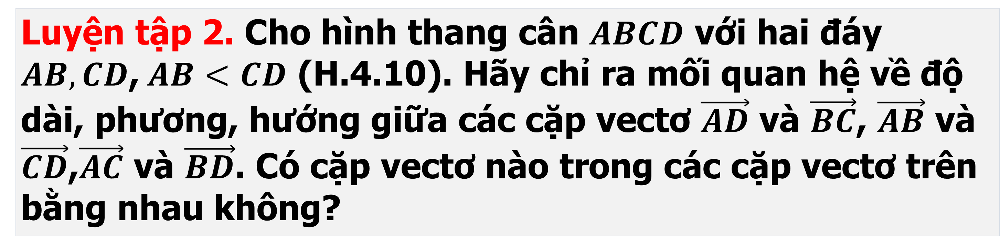 Luyện tập 2. Cho hình thang cân ABCD với hai đáy
AB, CD, AB < CD (H.4.10). Hãy chỉ ra mối quan hệ về độ
dài, phương, hướng giữa các cặp vectơ \overrightarrow{AD} và \overrightarrow{BC}, \overrightarrow{AB} và
\overrightarrow{CD},\overrightarrow{AC} và \overrightarrow{BD}. Có cặp vectơ nào trong các cặp vectơ trên
bằng nhau không?